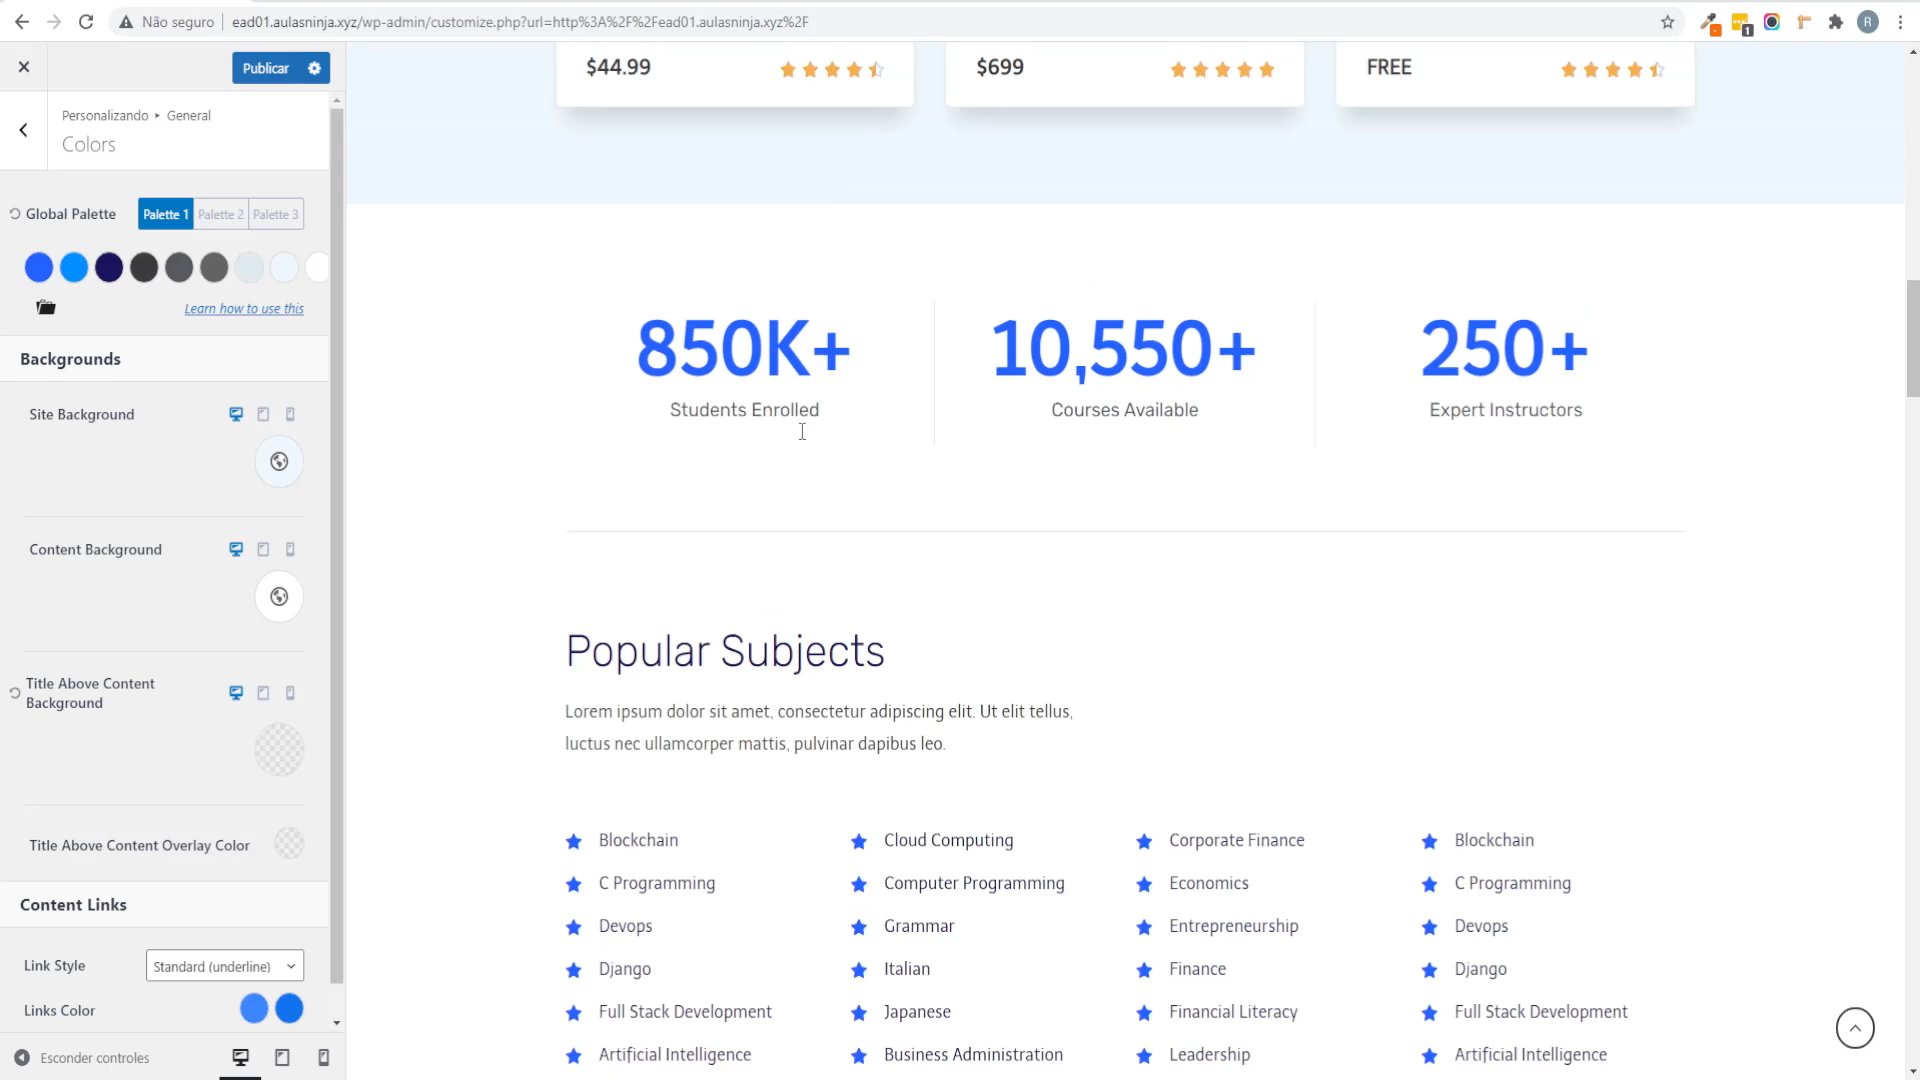 Não seguro
ead01.aulasninja.xyz/wp-admin/customize.php?url=http%3A%2F%2Fead01.aulasninja.xyz%2F
1
R
Publicar
Personalizando ▸ General
Colors
Global Palette
Palette 1
Palette 2
Palette 3
Learn how to use this
Backgrounds
Site Background
Content Background
Title Above Content
Background
Title Above Content Overlay Color
Content Links
Link Style
Standard (underline)
Links Color
Esconder controles
$44.99
$699
FREE
850K+
Students Enrolled
10,550+
Courses Available
250+
Expert Instructors
Popular Subjects
Lorem ipsum dolor sit amet, consectetur adipiscing elit. Ut elit tellus,
luctus nec ullamcorper mattis, pulvinar dapibus leo.
Blockchain
C Programming
Devops
Django
Full Stack Development
Artificial Intelligence
Cloud Computing
Computer Programming
Grammar
Italian
Japanese
Business Administration
Corporate Finance
Economics
Entrepreneurship
Finance
Financial Literacy
Leadership
Blockchain
C Programming
Devops
Django
Full Stack Development
Artificial Intelligence